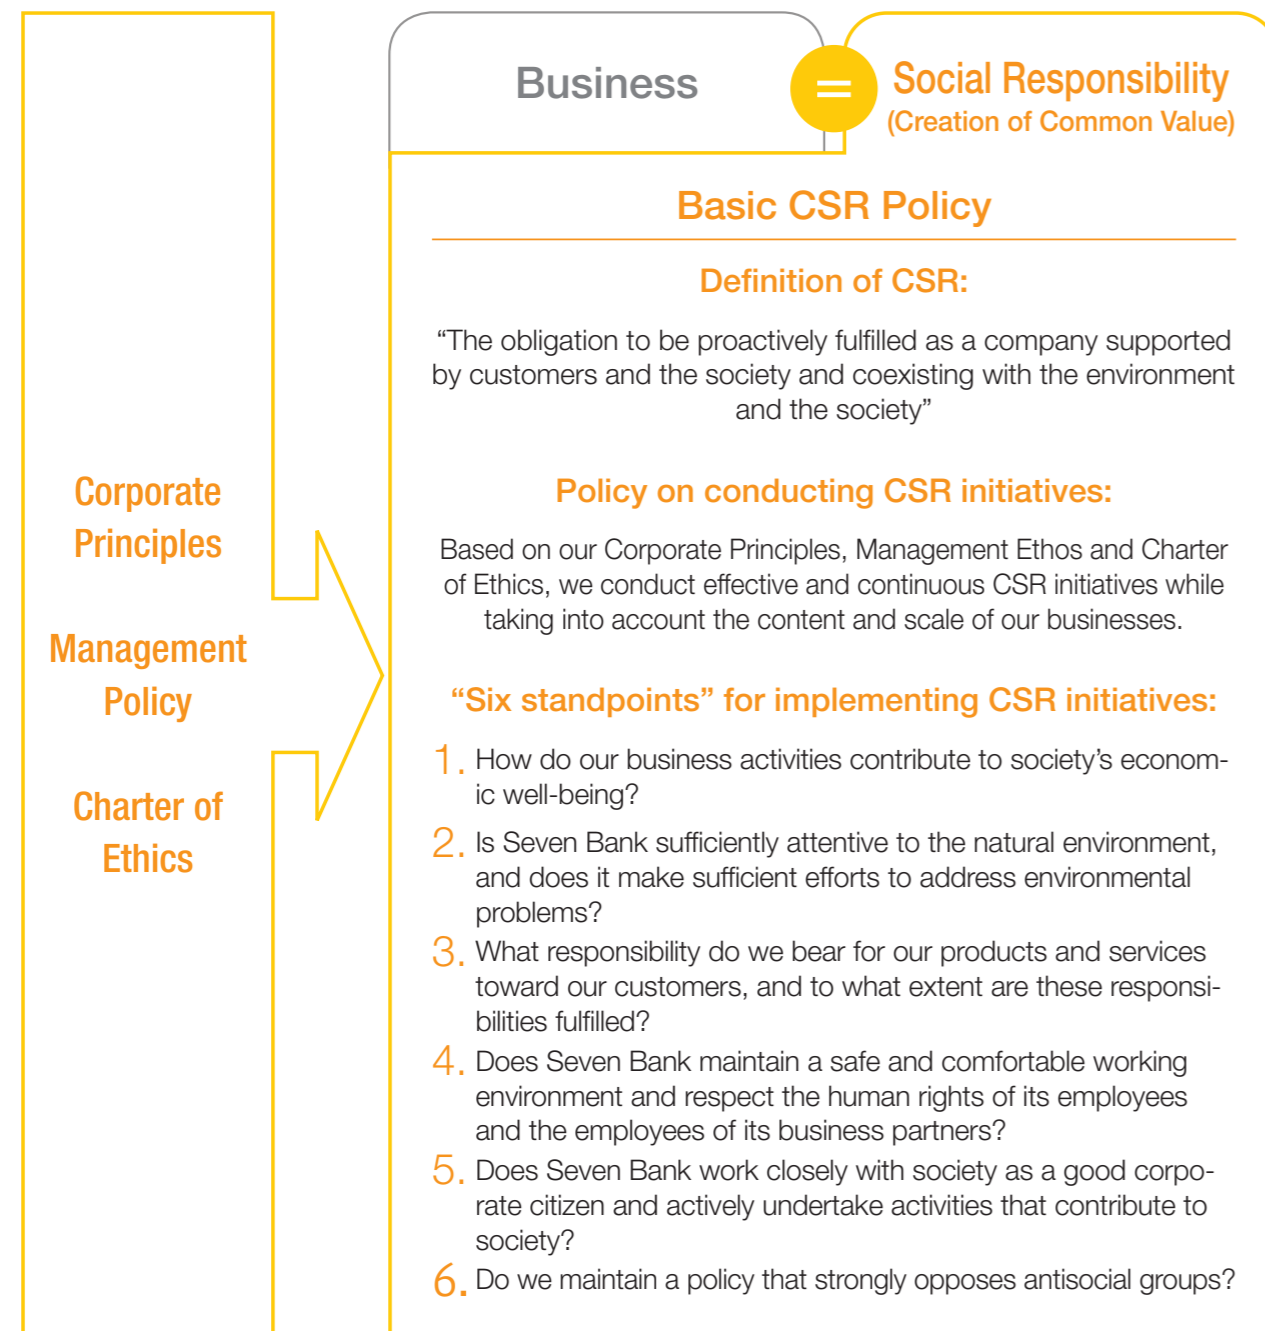 Corporate
Principles
Management
Policy
Charter of
Ethics
Business
=
Social Responsibility
(Creation of Common Value)
Basic CSR Policy
Definition of CSR:
“The obligation to be proactively fulfilled as a company supported
by customers and the society and coexisting with the environment
and the society”
Policy on conducting CSR initiatives:
Based on our Corporate Principles, Management Ethos and Charter
of Ethics, we conduct effective and continuous CSR initiatives while
taking into account the content and scale of our businesses.
“Six standpoints” for implementing CSR initiatives:
1. How do our business activities contribute to society’s econom-
ic well-being?
2. Is Seven Bank sufficiently attentive to the natural environment,
and does it make sufficient efforts to address environmental
problems?
3. What responsibility do we bear for our products and services
toward our customers, and to what extent are these responsi-
bilities fulfilled?
4. Does Seven Bank maintain a safe and comfortable working
environment and respect the human rights of its employees
and the employees of its business partners?
5. Does Seven Bank work closely with society as a good corpo-
rate citizen and actively undertake activities that contribute to
society?
6. Do we maintain a policy that strongly opposes antisocial groups?